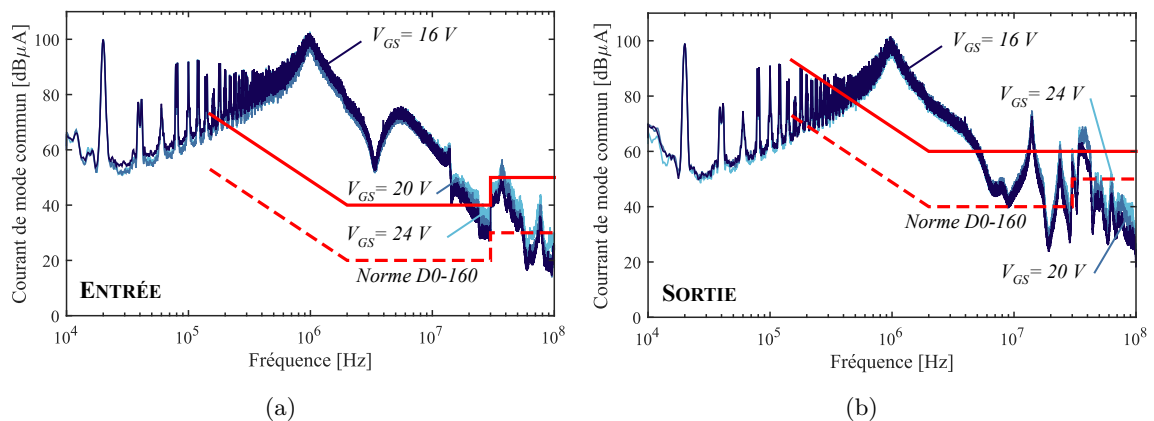 Courant de mode commun [dBµA]
100
80
60
40
20
0
10^4
10^5
10^6
10^7
10^8
Fréquence [Hz]
V_GS= 16 V
V_GS= 20 V
V_GS= 24 V
Norme D0-160
ENTRÉE
(a)
Courrant de mode commun [dBµA]
100
80
60
40
20
0
10^4
10^5
10^6
10^7
10^8
Fréquence [Hz]
V_GS= 16 V
V_GS= 24 V
Norme D0-160
V_GS= 20 V
SORTIE
(b)